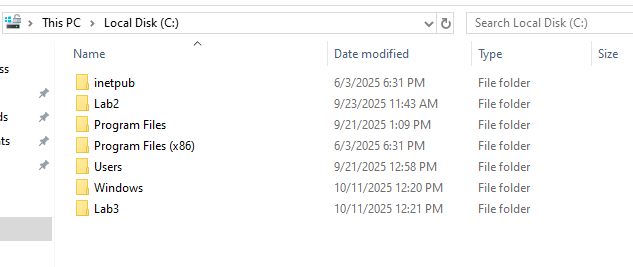 This PC > Local Disk (C:)
Search Local Disk (C:)
Name Date modified Type Size
ss
inetpub 6/3/2025 6:31 PM File folder
Lab2 9/23/2025 11:43 AM File folder
ds
Program Files 9/21/2025 1:09 PM File folder
nts
Program Files (x86) 6/3/2025 6:31 PM File folder
Users 9/21/2025 12:58 PM File folder
Windows 10/11/2025 12:20 PM File folder
Lab3 10/11/2025 12:21 PM File folder